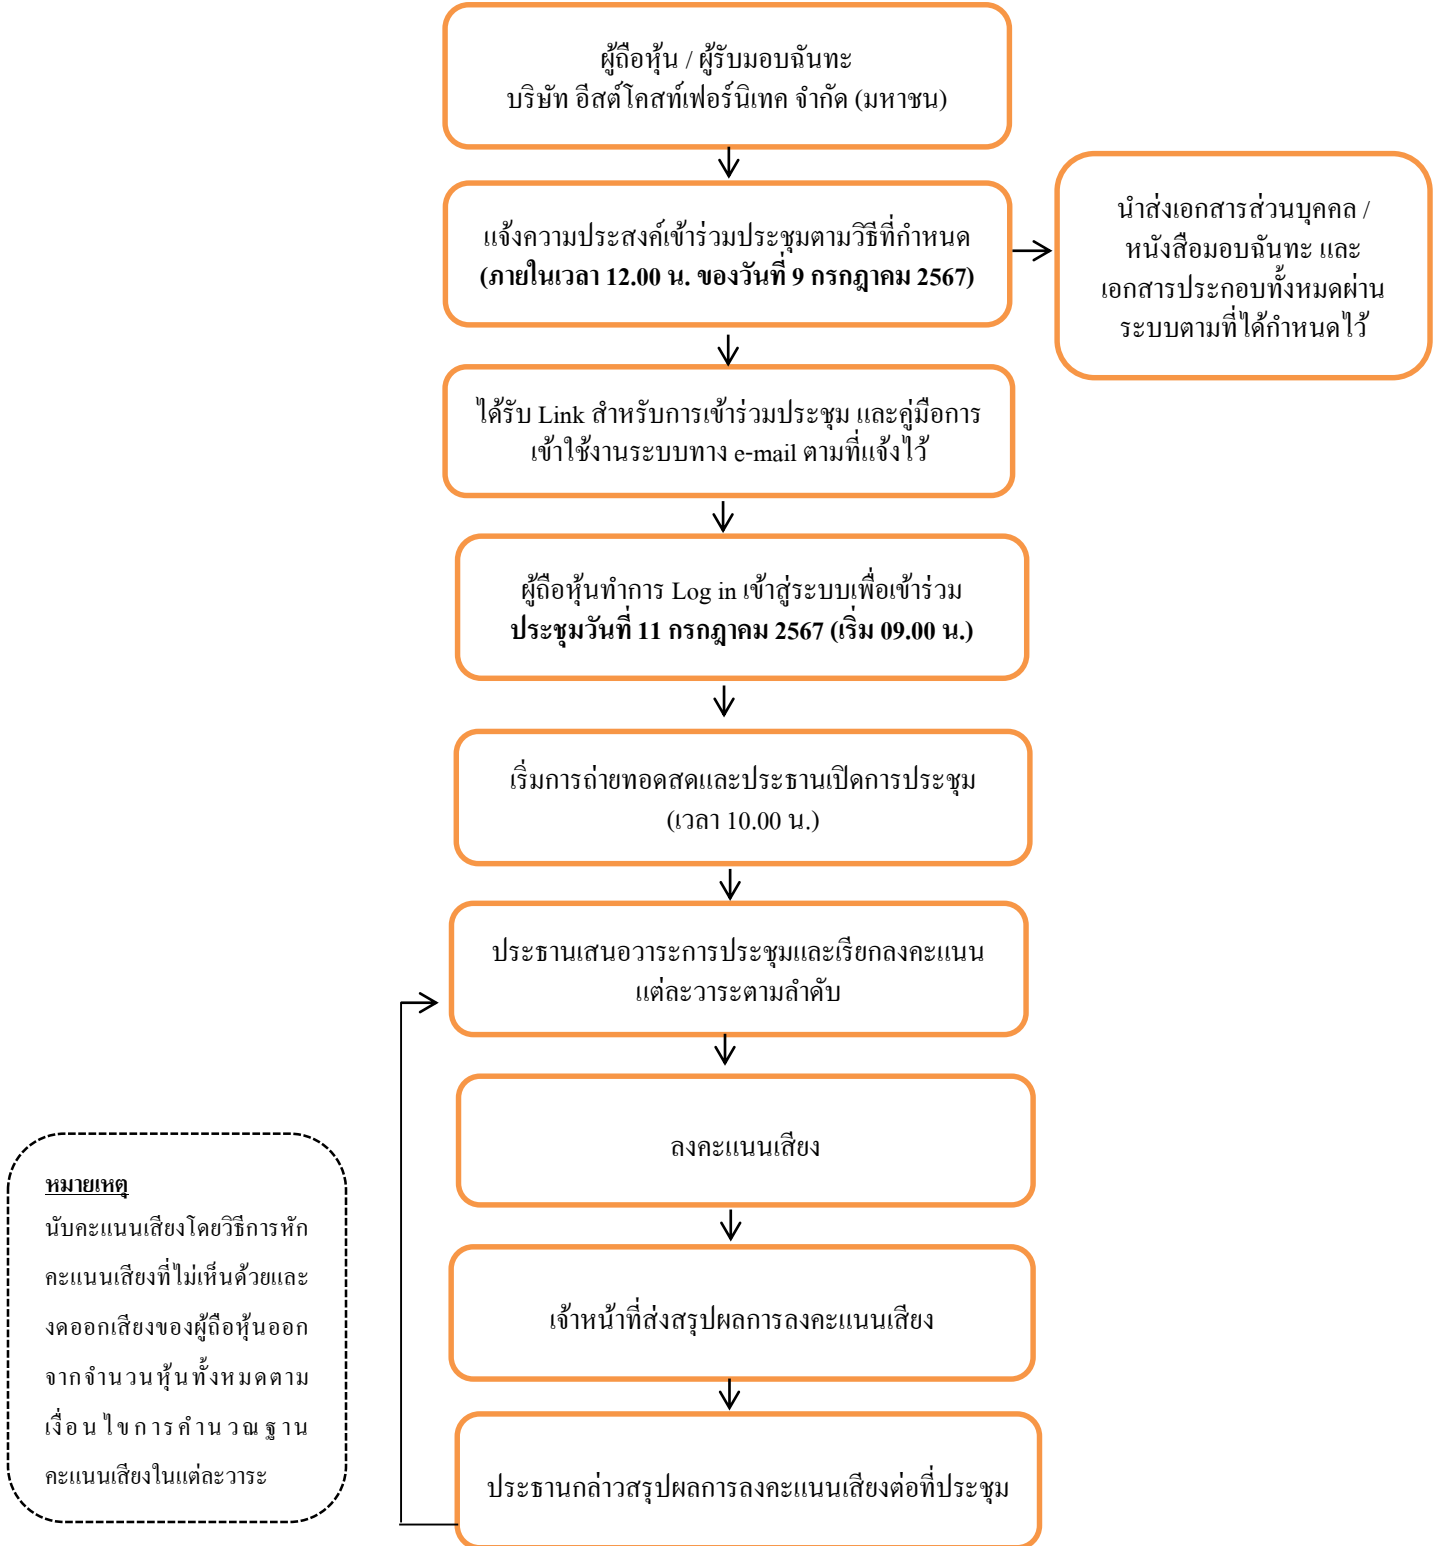 ผู้ถือหุ้น / ผู้รับมอบฉันทะ
บริษัท อีสต์โคสท์เฟอร์นิเทค จำกัด (มหาชน)
แจ้งความประสงค์เข้าร่วมประชุมตามวิธีที่กำหนด
(ภายในเวลา 12.00 น. ของวันที่ 9 กรกฎาคม 2567)
นำส่งเอกสารส่วนบุคคล /
หนังสือมอบฉันทะ และ
เอกสารประกอบทั้งหมดผ่าน
ระบบตามที่ได้กำหนดไว้
ได้รับ Link สำหรับการเข้าร่วมประชุม และคู่มือการ
เข้าใช้งานระบบทาง e-mail ตามที่แจ้งไว้
ผู้ถือหุ้นทำการ Log in เข้าสู่ระบบเพื่อเข้าร่วม
ประชุมวันที่ 11 กรกฎาคม 2567 (เริ่ม 09.00 น.)
เริ่มการถ่ายทอดสดและประธานเปิดการประชุม
(เวลา 10.00 น.)
ประธานเสนอวาระการประชุมและเรียกลงคะแนน
แต่ละวาระตามลำดับ
ลงคะแนนเสียง
เจ้าหน้าที่ส่งสรุปผลการลงคะแนนเสียง
ประธานกล่าวสรุปผลการลงคะแนนเสียงต่อที่ประชุม
หมายเหตุ
นับคะแนนเสียงโดยวิธีการหัก
คะแนนเสียงที่ไม่เห็นด้วยและ
งดออกเสียงของผู้ถือหุ้นออก
จากจำนวนหุ้นทั้งหมดตาม
เงื่อนไขการคำนวณฐาน
คะแนนเสียงในแต่ละวาระ